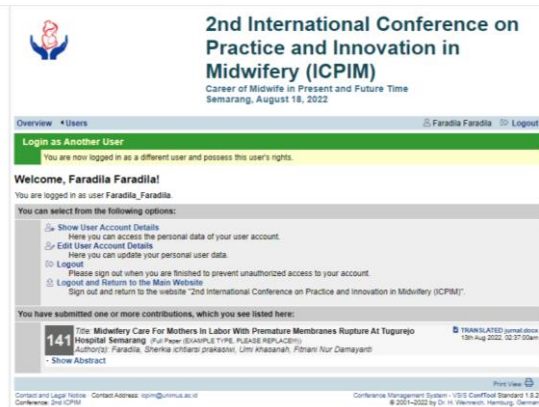 2nd International Conference on
Practice and Innovation in
Midwifery (ICPIM)
Career of Midwife in Present and Future Time
Semarang, August 18, 2022
Overview Users Faradila Faradila Logout
Login as Another User
You are now logged in as a different user and possess this user's rights.
Welcome, Faradila Faradila!
You are logged in as user Faradila_Faradila.
You can select from the following options:
Show User Account Details
Here you can access the personal data of your user account.
Edit User Account Details
Here you can update your personal user data.
Logout
Please sign out when you are finished to prevent unauthorized access to your account.
Logout and Return to the Main Website
Sign out and return to the website "2nd International Conference on Practice and Innovation in Midwifery (ICPIM)".
You have submitted one or more contributions, which you see listed here:
141 Title: Midwifery Care For Mothers In Labor With Premature Membranes Rupture At Tugurejo TRANSLATED jurnal.docx
Hospital Semarang (Full Paper (EXAMPLE TYPE, PLEASE REPLACE!!!)) 13th Aug 2022, 02:37:00am
Author(s): Faradila, Sherkia ichtiarsi prakasiwi, Umi khasanah, Fitriani Nur Damayanti
- Show Abstract
Print View
Contact and Legal Notice · Contact Address: icpim@unimus.ac.id Conference Management System - VSIS ConfTool Standard 1.8.2
Conference: 2nd ICPIM © 2001–2022 by Dr. H. Weinreich, Hamburg, German